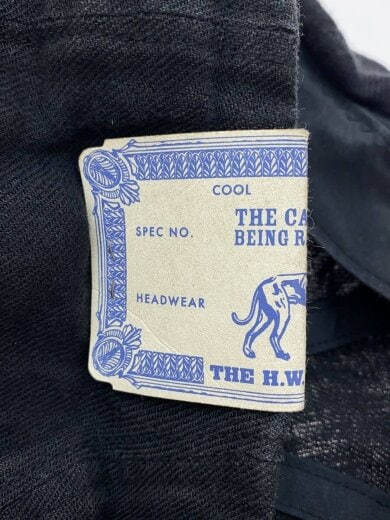 COOL
THE CA
SPEC NO.
BEING R
HEADWEAR
THE H.W.